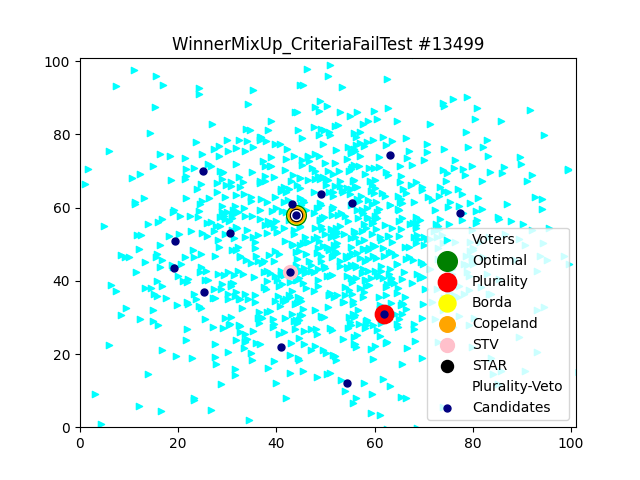 WinnerMixUp_CriteriaFailTest #13499
100
80
60
40
20
0
0 20 40 60 80 100
Voters
Optimal
Plurality
Borda
Copeland
STV
STAR
Plurality-Veto
Candidates